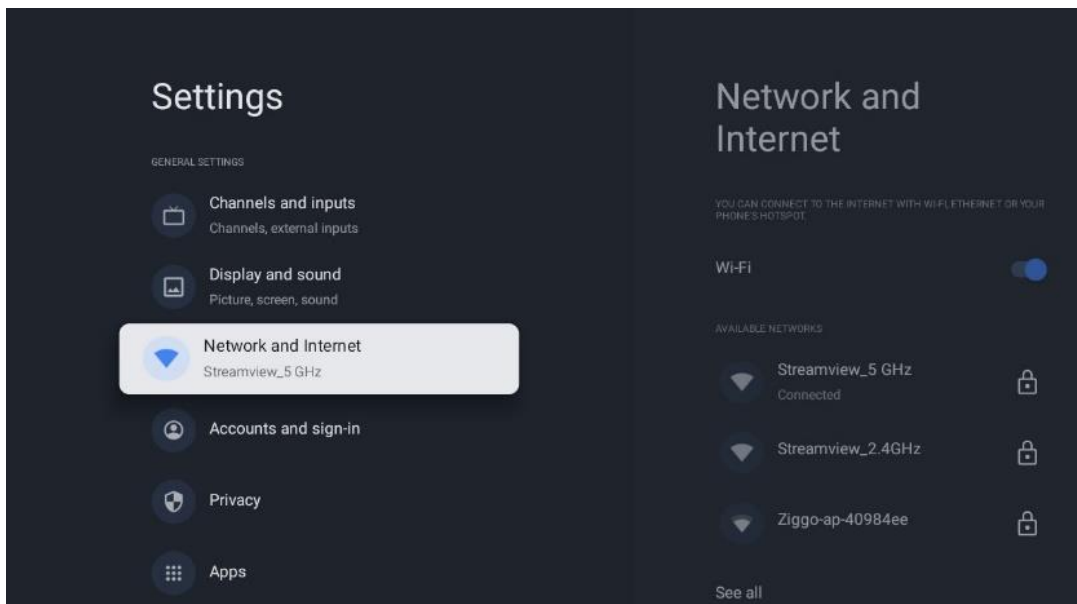 Settings
GENERAL SETTINGS
Channels and inputs
Channels, external inputs
Display and sound
Picture, screen, sound
Network and Internet
Streamview_5 GHz
Accounts and sign-in
Privacy
Apps
Network and
Internet
YOU CAN CONNECT TO THE INTERNET WITH WI-FI, ETHERNET OR YOUR
PHONE'S HOTSPOT.
Wi-Fi
AVAILABLE NETWORKS
Streamview_5 GHz
Connected
Streamview_2.4GHz
Ziggo-ap-40984ee
See all